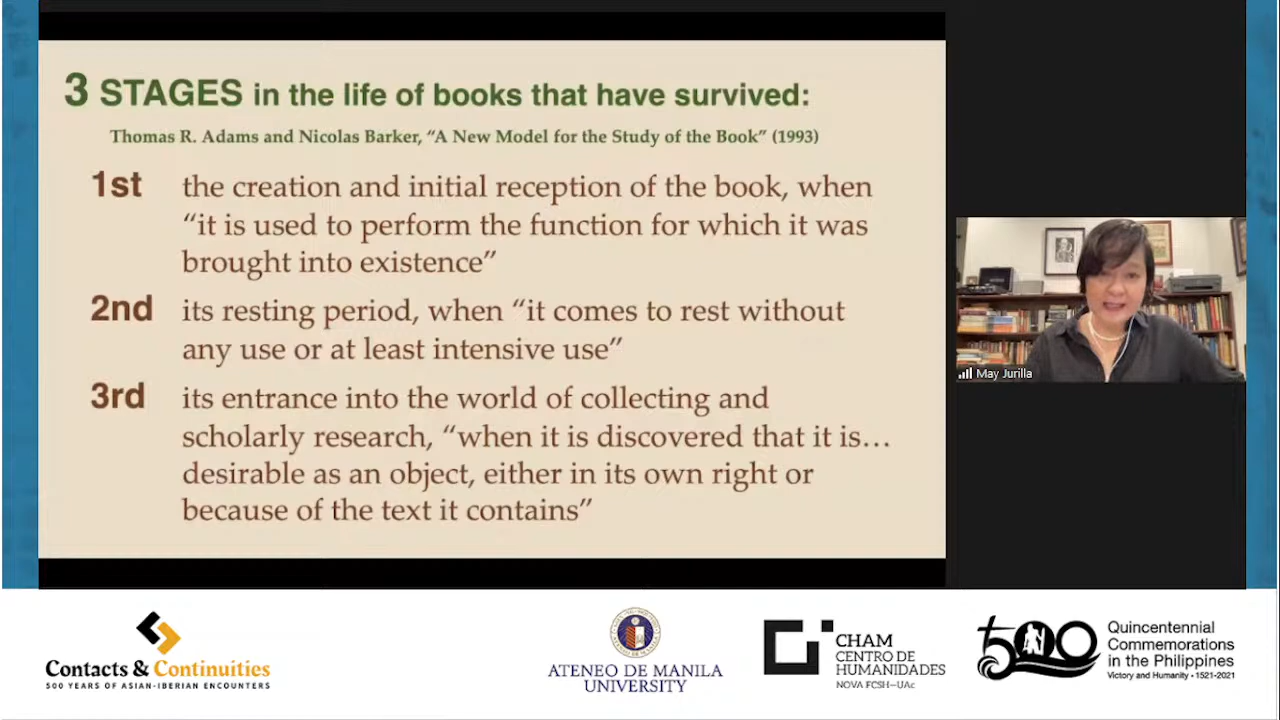 3 STAGES in the life of books that have survived:
Thomas R. Adams and Nicolas Barker, “A New Model for the Study of the Book” (1993)
1st the creation and initial reception of the book, when
“it is used to perform the function for which it was
brought into existence”
2nd its resting period, when “it comes to rest without
any use or at least intensive use”
3rd its entrance into the world of collecting and
scholarly research, “when it is discovered that it is…
desirable as an object, either in its own right or
because of the text it contains”
May Jurilla
Contacts & Continuities
500 YEARS OF ASIAN-IBERIAN ENCOUNTERS
ATENEO DE MANILA
UNIVERSITY
CHAM
CENTRO DE
HUMANIDADES
NOVA FCSH—UAc
500
Quincentennial
Commemorations
in the Philippines
Victory and Humanity • 1521-2021